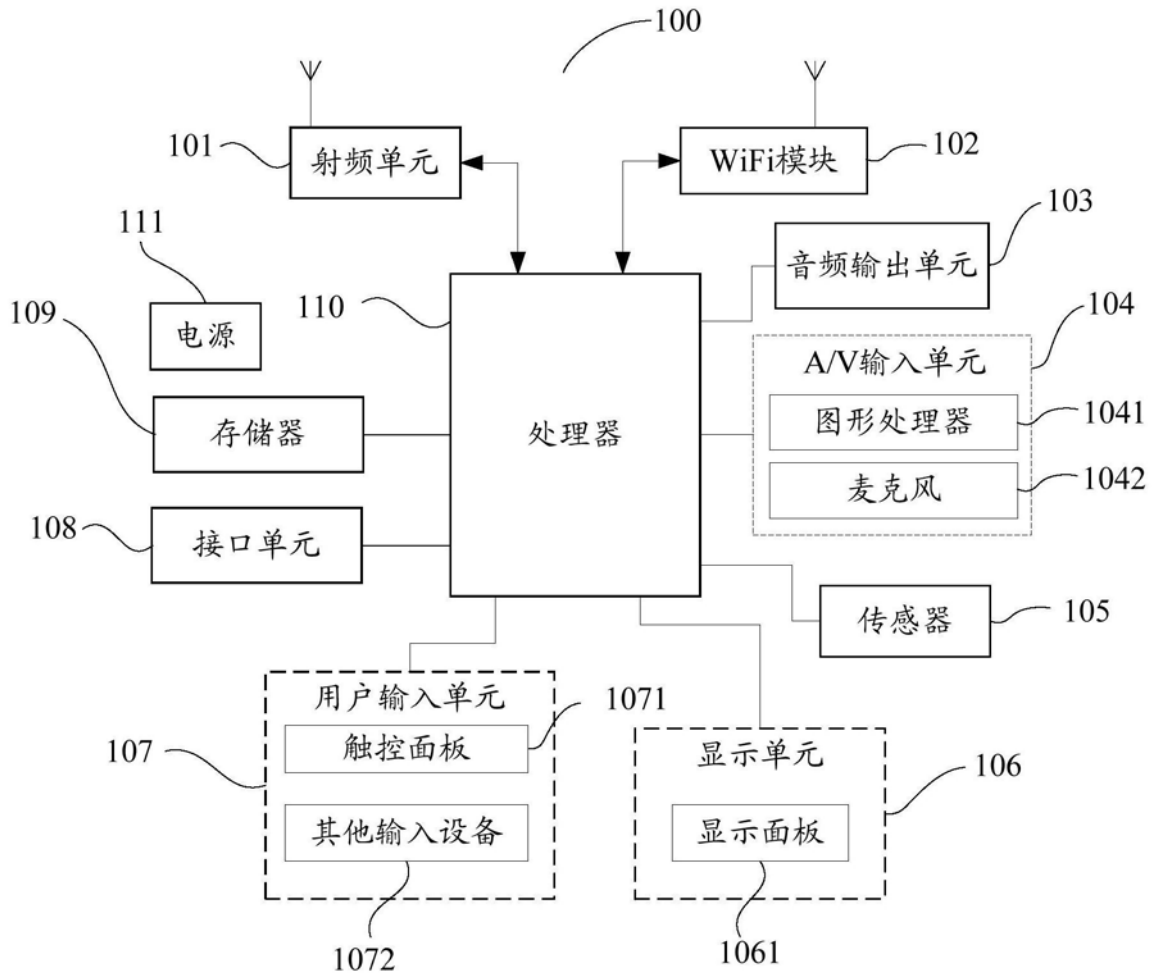 100
101
射频单元
WiFi模块
102
103
音频输出单元
111
电源
110
109
存储器
处理器
104
A/V输入单元
图形处理器
1041
麦克风
1042
108
接口单元
传感器
105
用户输入单元
1071
107
触控面板
其他输入设备
1072
显示单元
106
显示面板
1061